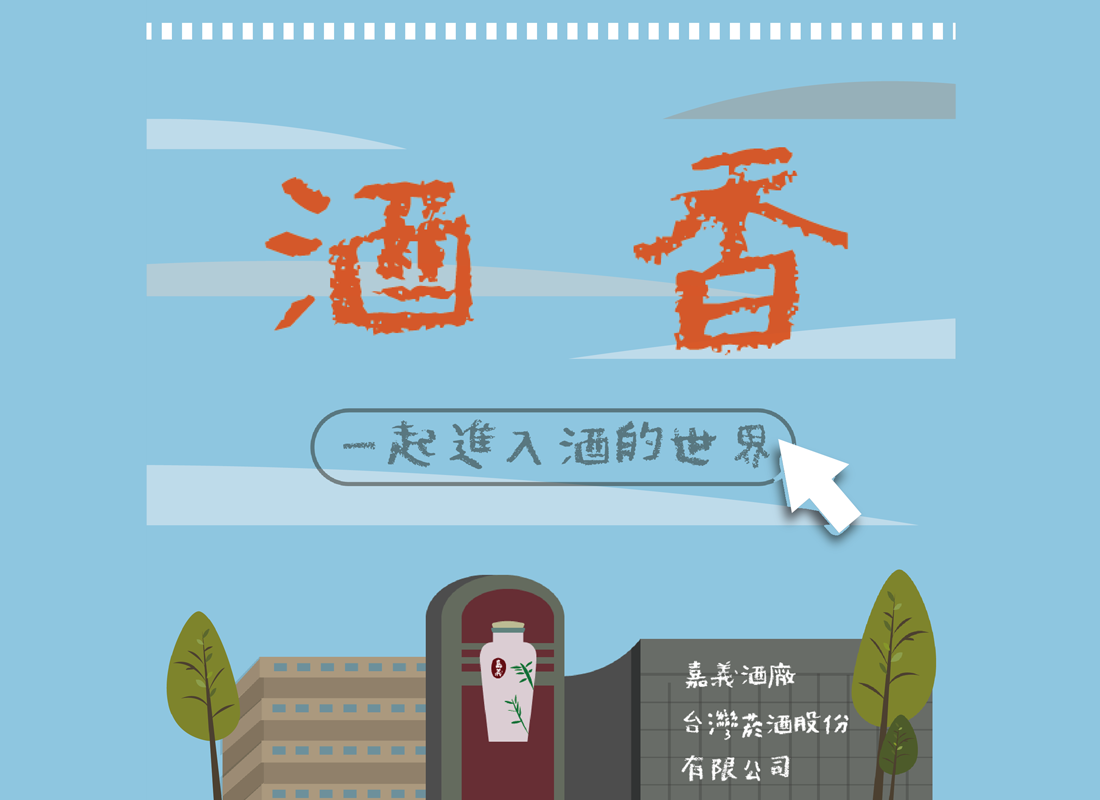 酒香
一起進入酒的世界
嘉義酒廠
台灣菸酒股份
有限公司